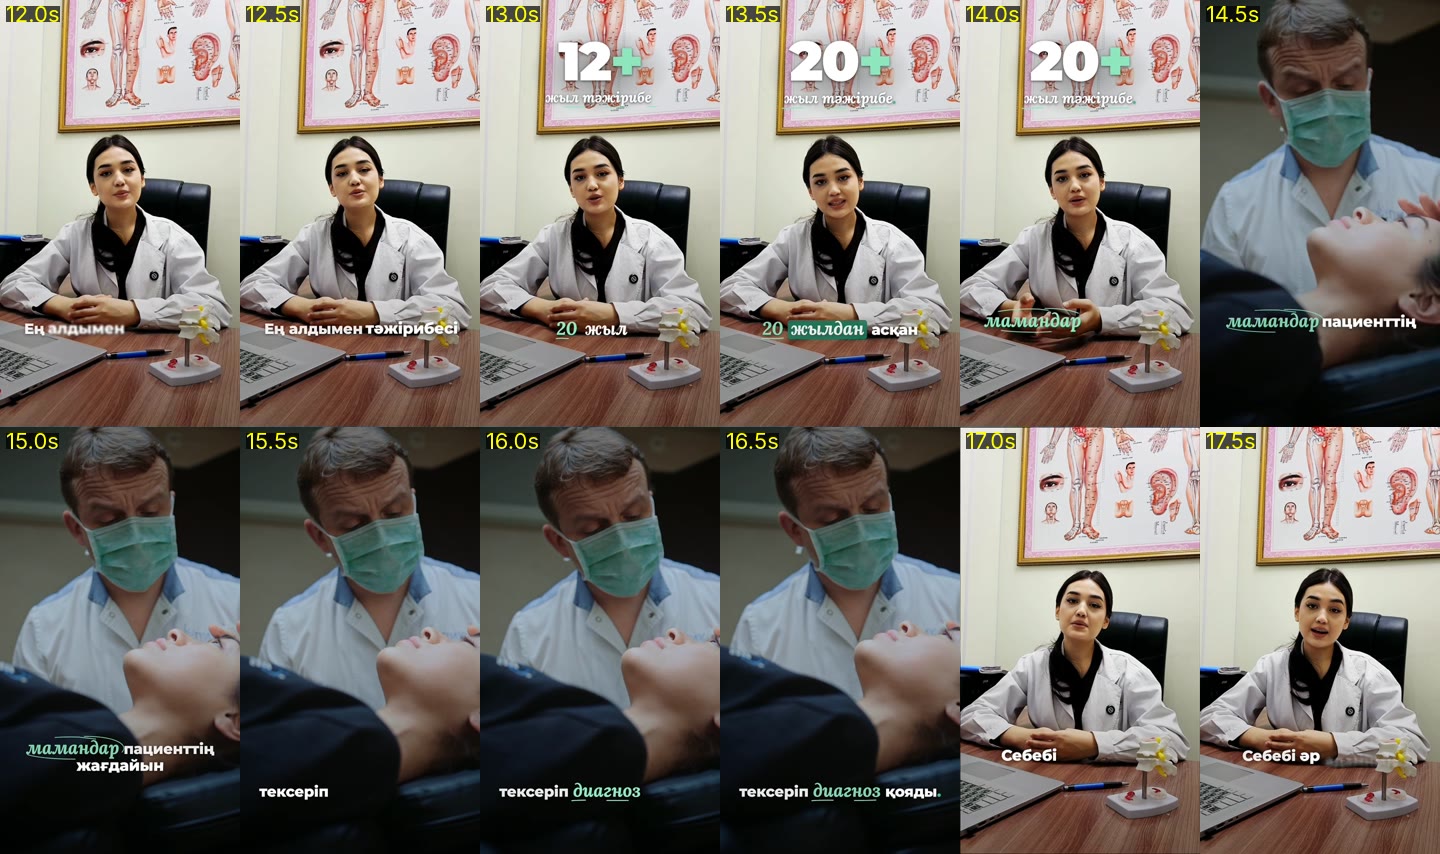 12.0s
Ең алдымен
12.5s
Ең алдымен тәжірибесі
13.0s
12+
жыл тәжірибе
20 жыл
13.5s
20+
жыл тәжірибе.
20 жылдан асқан
14.0s
20+
жыл тәжірибе.
мамандар
14.5s
мамандар пациенттің
15.0s
мамандар пациенттің
жағдайын
15.5s
тексеріп
16.0s
тексеріп диагноз
16.5s
тексеріп диагноз қояды.
17.0s
Себебі
17.5s
Себебі әр